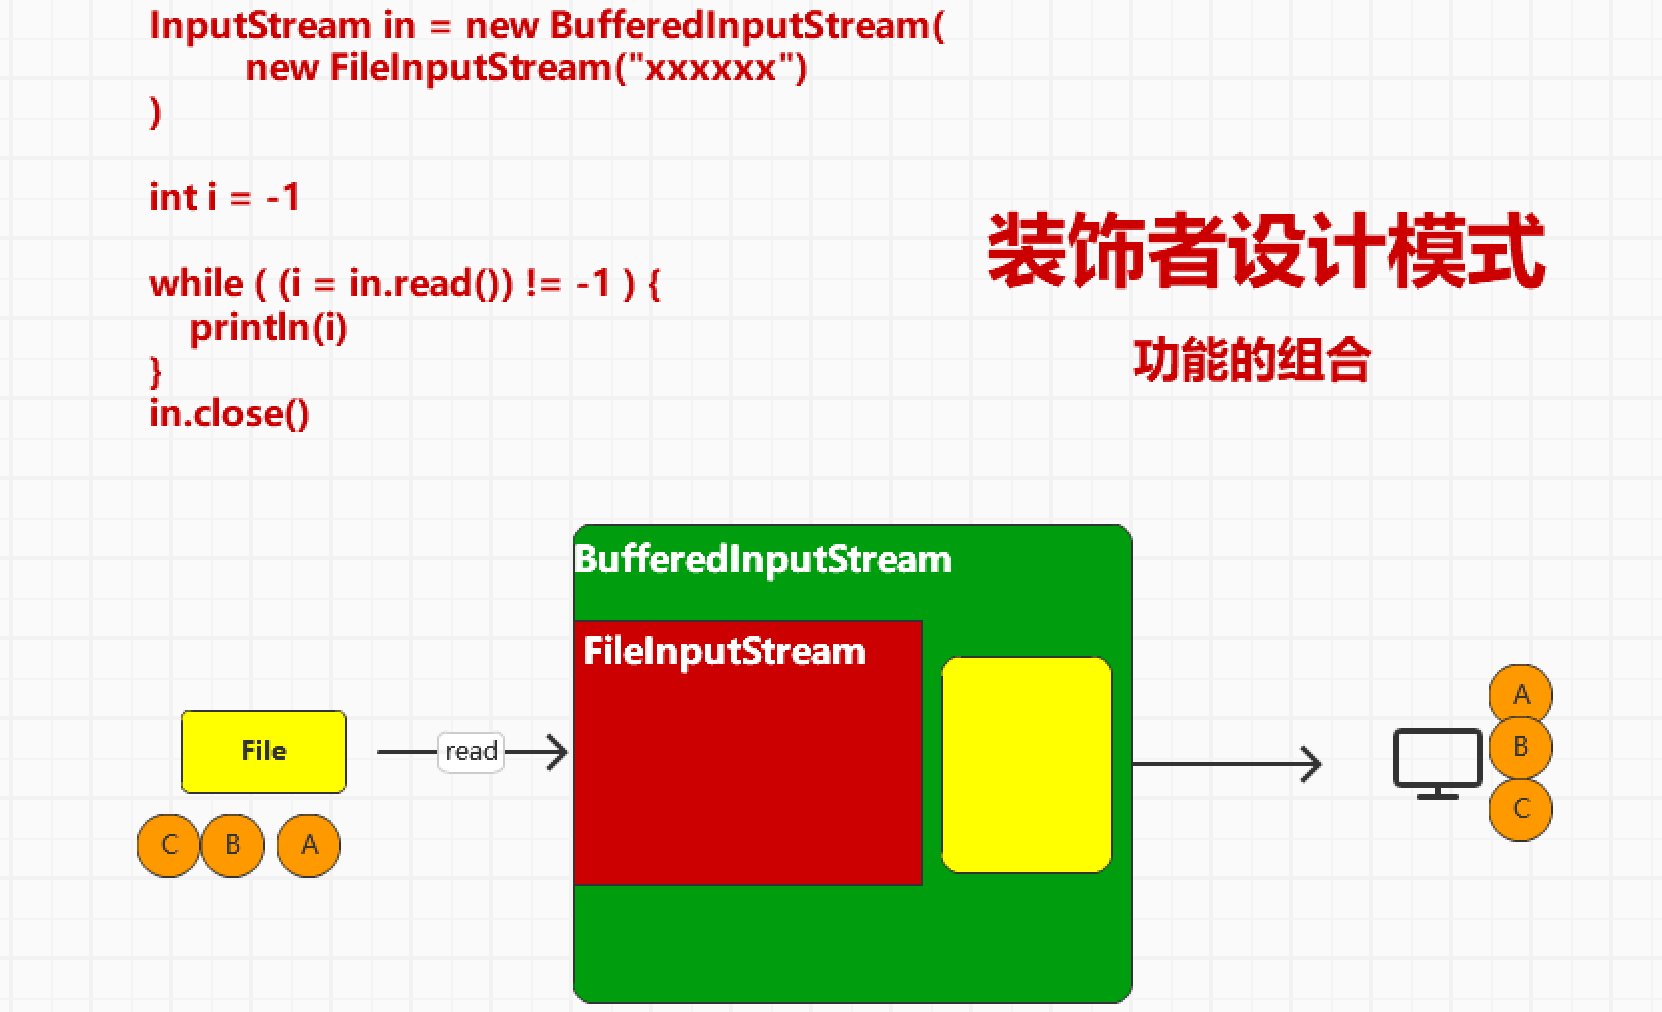 InputStream in = new BufferedInputStream(
new FileInputStream("xxxxxx")
)
int i = -1
while ( (i = in.read()) != -1 ) {
println(i)
}
in.close()
装饰者设计模式
功能的组合
BufferedInputStream
FileInputStream
File
read
C B A
A
B
C